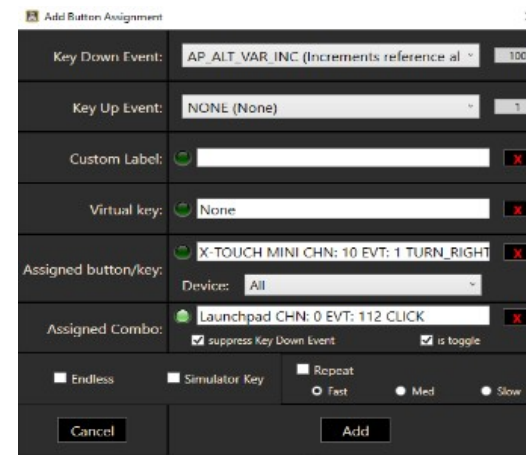 Add Button Assignment
Key Down Event: AP_ALT_VAR_INC (Increments reference al 100
Key Up Event: NONE (None) 1
Custom Label: X
Virtual key: None X
Assigned button/key: X-TOUCH MINI CHN: 10 EVT: 1 TURN_RIGHT X
Device: All
Assigned Combo: Launchpad CHN: 0 EVT: 112 CLICK X
suppress Key Down Event is toggle
Endless Simulator Key Repeat
Fast Med Slow
Cancel Add